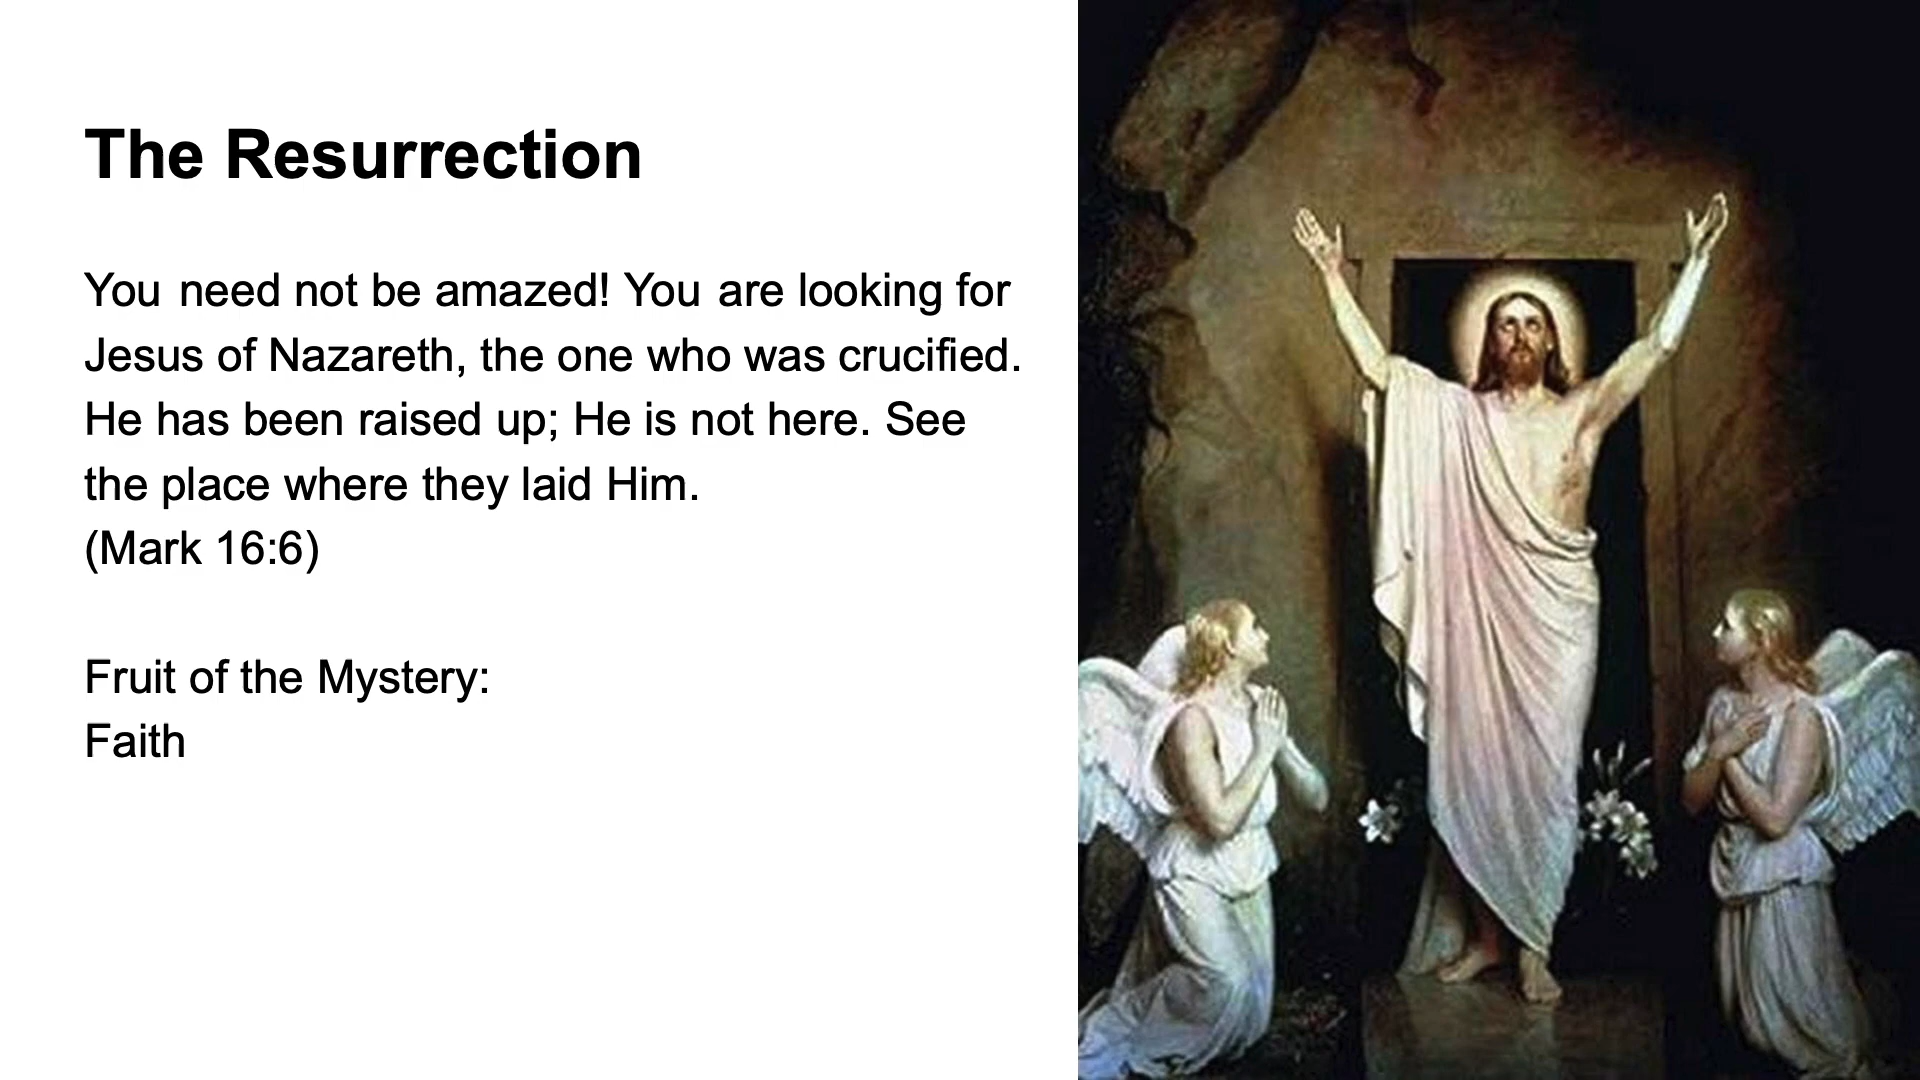 The Resurrection
You need not be amazed! You are looking for
Jesus of Nazareth, the one who was crucified.
He has been raised up; He is not here. See
the place where they laid Him.
(Mark 16:6)
Fruit of the Mystery:
Faith